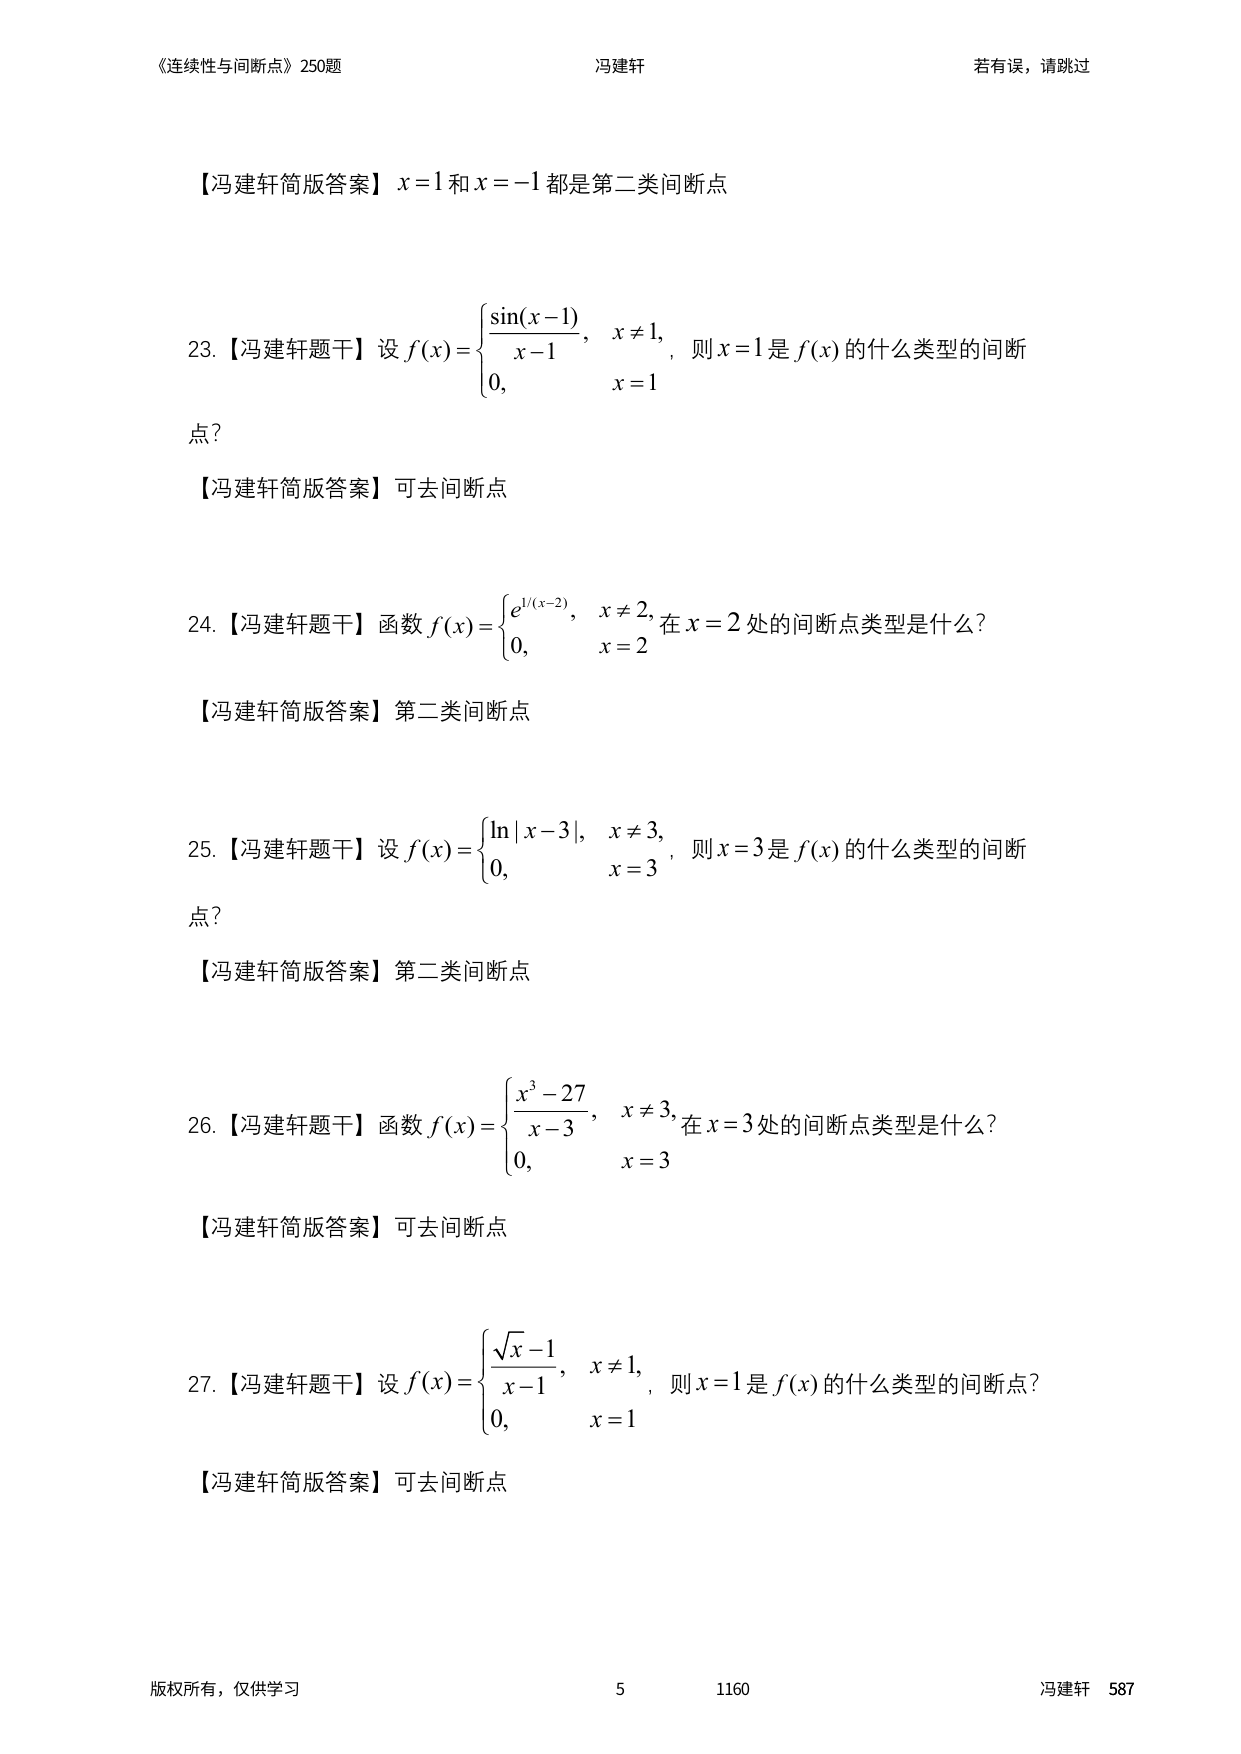 《连续性与间断点》250题 冯建轩 若有误，请跳过
【冯建轩简版答案】 x = 1 和 x = −1 都是第二类间断点
23.【冯建轩题干】设 f(x) = { sin(x−1)/(x−1), x ≠ 1, 0, x = 1 ，则 x = 1 是 f(x) 的什么类型的间断
点？
【冯建轩简版答案】可去间断点
24.【冯建轩题干】函数 f(x) = { e^{1/(x−2)}, x ≠ 2, 0, x = 2 在 x = 2 处的间断点类型是什么？
【冯建轩简版答案】第二类间断点
25.【冯建轩题干】设 f(x) = { ln|x−3|, x ≠ 3, 0, x = 3 ，则 x = 3 是 f(x) 的什么类型的间断
点？
【冯建轩简版答案】第二类间断点
26.【冯建轩题干】函数 f(x) = { (x³−27)/(x−3), x ≠ 3, 0, x = 3 在 x = 3 处的间断点类型是什么？
【冯建轩简版答案】可去间断点
27.【冯建轩题干】设 f(x) = { (√x−1)/(x−1), x ≠ 1, 0, x = 1 ，则 x = 1 是 f(x) 的什么类型的间断点？
【冯建轩简版答案】可去间断点
版权所有，仅供学习 5 1160 冯建轩 587